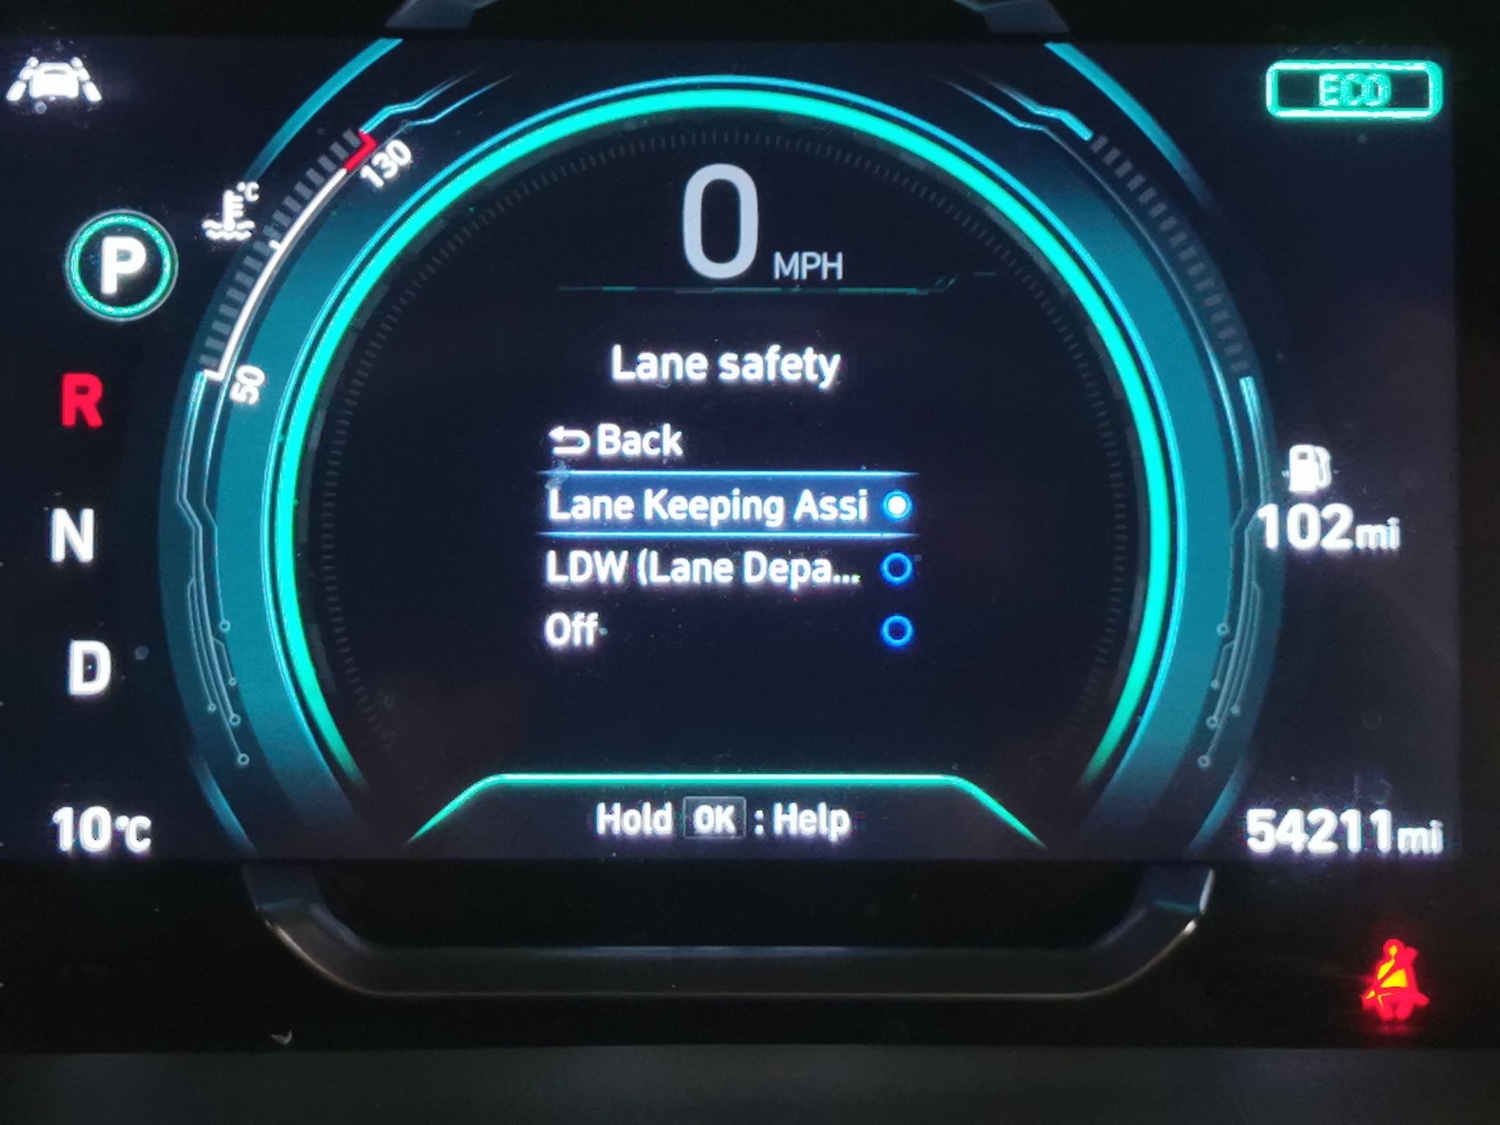 ECO
130
°C
50
0 MPH
P
R
N
D
Lane safety
Back
Lane Keeping Assi
LDW (Lane Depa...
Off
102mi
10°C
Hold OK : Help
54211mi